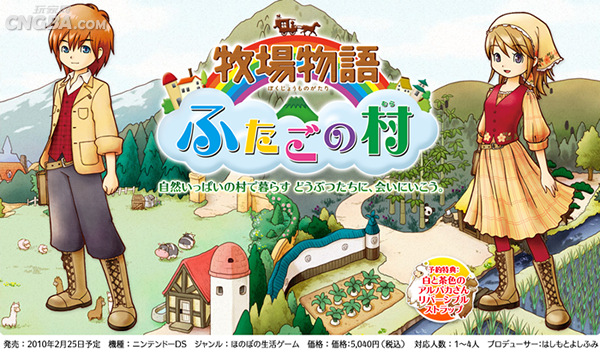 玩家网
CNGBA.COM
牧場物語
ぼくじょうものがたり
ふたごの村
むら
自然いっぱいの村で暮らす どうぶつたちに、会いにいこう。
予約特典:
白と茶色の
アルパカさん
リバーシブル
ストラップ
発売:2010年2月25日予定 機種:ニンテンドーDS ジャンル:ほのぼの生活ゲーム 価格:価格:5,040円(税込) 対応人数:1〜4人 プロデューサー:はしもとよしふみ